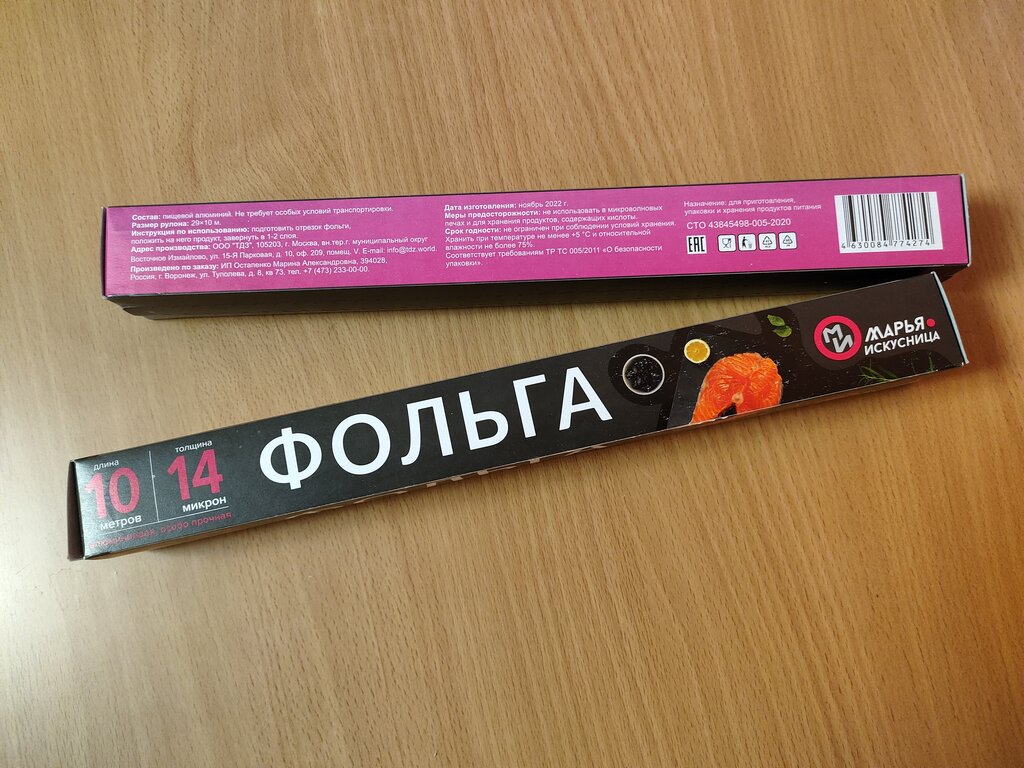 Состав: пищевой алюминий. Не требует особых условий транспортировки.
Размер рулона: 29×10 м.
Инструкция по использованию: подготовить отрезок фольги,
положить на него продукт, завернуть в 1-2 слоя.
Адрес производства: ООО "ТДЗ", 105203, г. Москва, вн.тер.г. муниципальный округ
Восточное Измайлово, ул. 15-Я Парковая, д. 10, оф. 209, помещ. V. E-mail: info@tdz.world
Произведено по заказу: ИП Остапенко Марина Александровна, 394028,
Россия, г. Воронеж, ул. Туполева, д. 8, кв 73, тел. +7 (473) 233-00-00.
Дата изготовления: ноябрь 2022 г.
Меры предосторожности: не использовать в микроволновых
печах и для хранения продуктов, содержащих кислоты.
Срок годности: не ограничен при соблюдении условий хранения.
Хранить при температуре не менее +5 °С и относительной
влажности не более 75%.
Соответствует требованиям ТР ТС 005/2011 «О безопасности
упаковки».
Назначение: для приготовления,
упаковки и хранения продуктов питания
СТО 43845498-005-2020
EAC
4 630084 774274
длина
10
метров
толщина
14
микрон
алюминиевая, особо прочная
ФОЛЬГА
МИ
МАРЬЯ
ИСКУСНИЦА